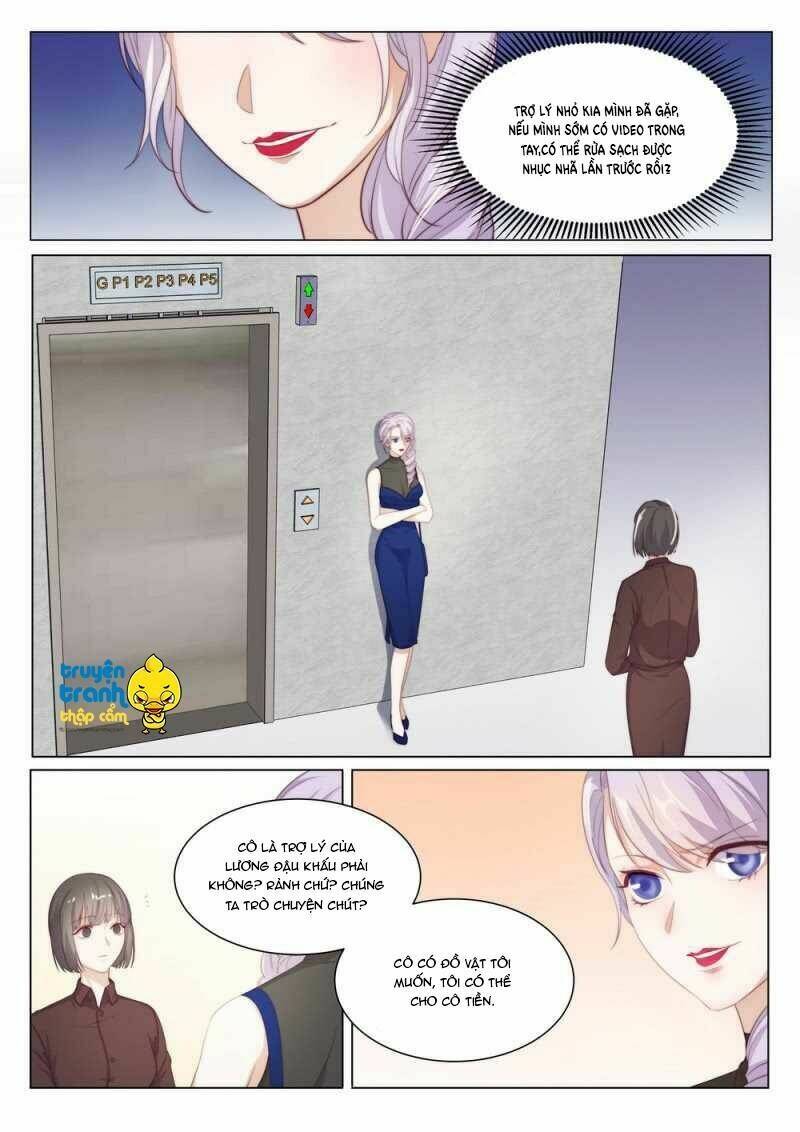 TRỢ LÝ NHỎ KIA MÌNH ĐÃ GẶP,
NẾU MÌNH SỚM CÓ VIDEO TRONG
TAY,CÓ THỂ RỬA SẠCH ĐƯỢC
NHỤC NHÃ LẦN TRƯỚC RỒI?
G P1 P2 P3 P4 P5
truyện
tranh
thập cẩm
CÔ LÀ TRỢ LÝ CỦA
LƯƠNG ĐẬU KHẤU PHẢI
KHÔNG? RẢNH CHỨ? CHÚNG
TA TRÒ CHUYỆN CHÚT?
CÔ CÓ ĐỒ VẬT TÔI
MUỐN, TÔI CÓ THỂ
CHO CÔ TIỀN.